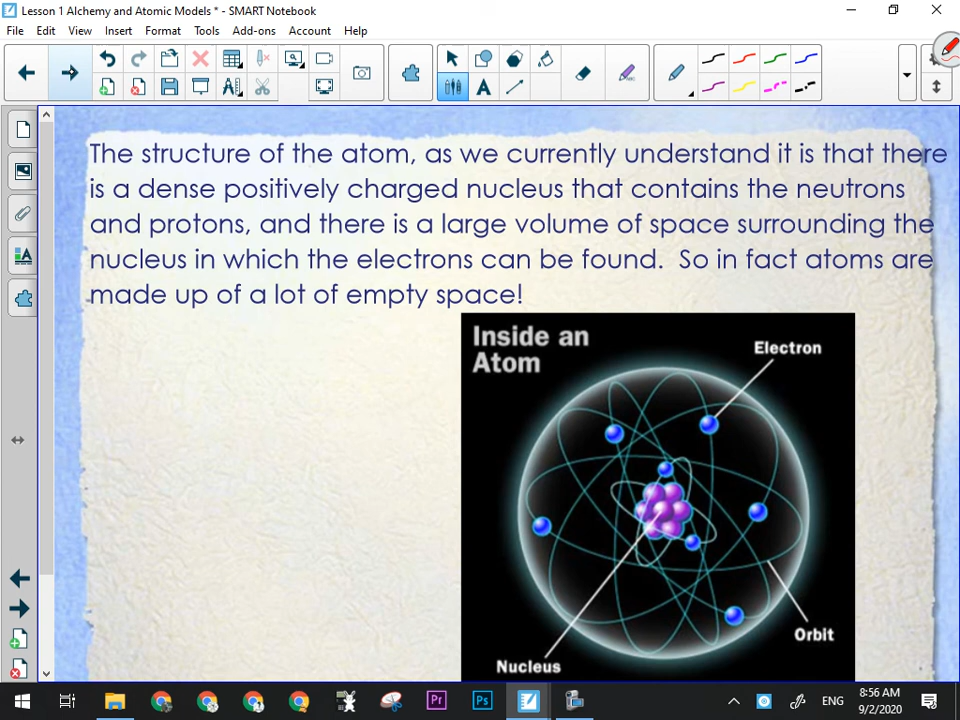 Lesson 1 Alchemy and Atomic Models * - SMART Notebook
File Edit View Insert Format Tools Add-ons Account Help
The structure of the atom, as we currently understand it is that there
is a dense positively charged nucleus that contains the neutrons
and protons, and there is a large volume of space surrounding the
nucleus in which the electrons can be found. So in fact atoms are
made up of a lot of empty space!
Inside an
Atom
Electron
Orbit
Nucleus
Pr
Ps
ENG
8:56 AM
9/2/2020